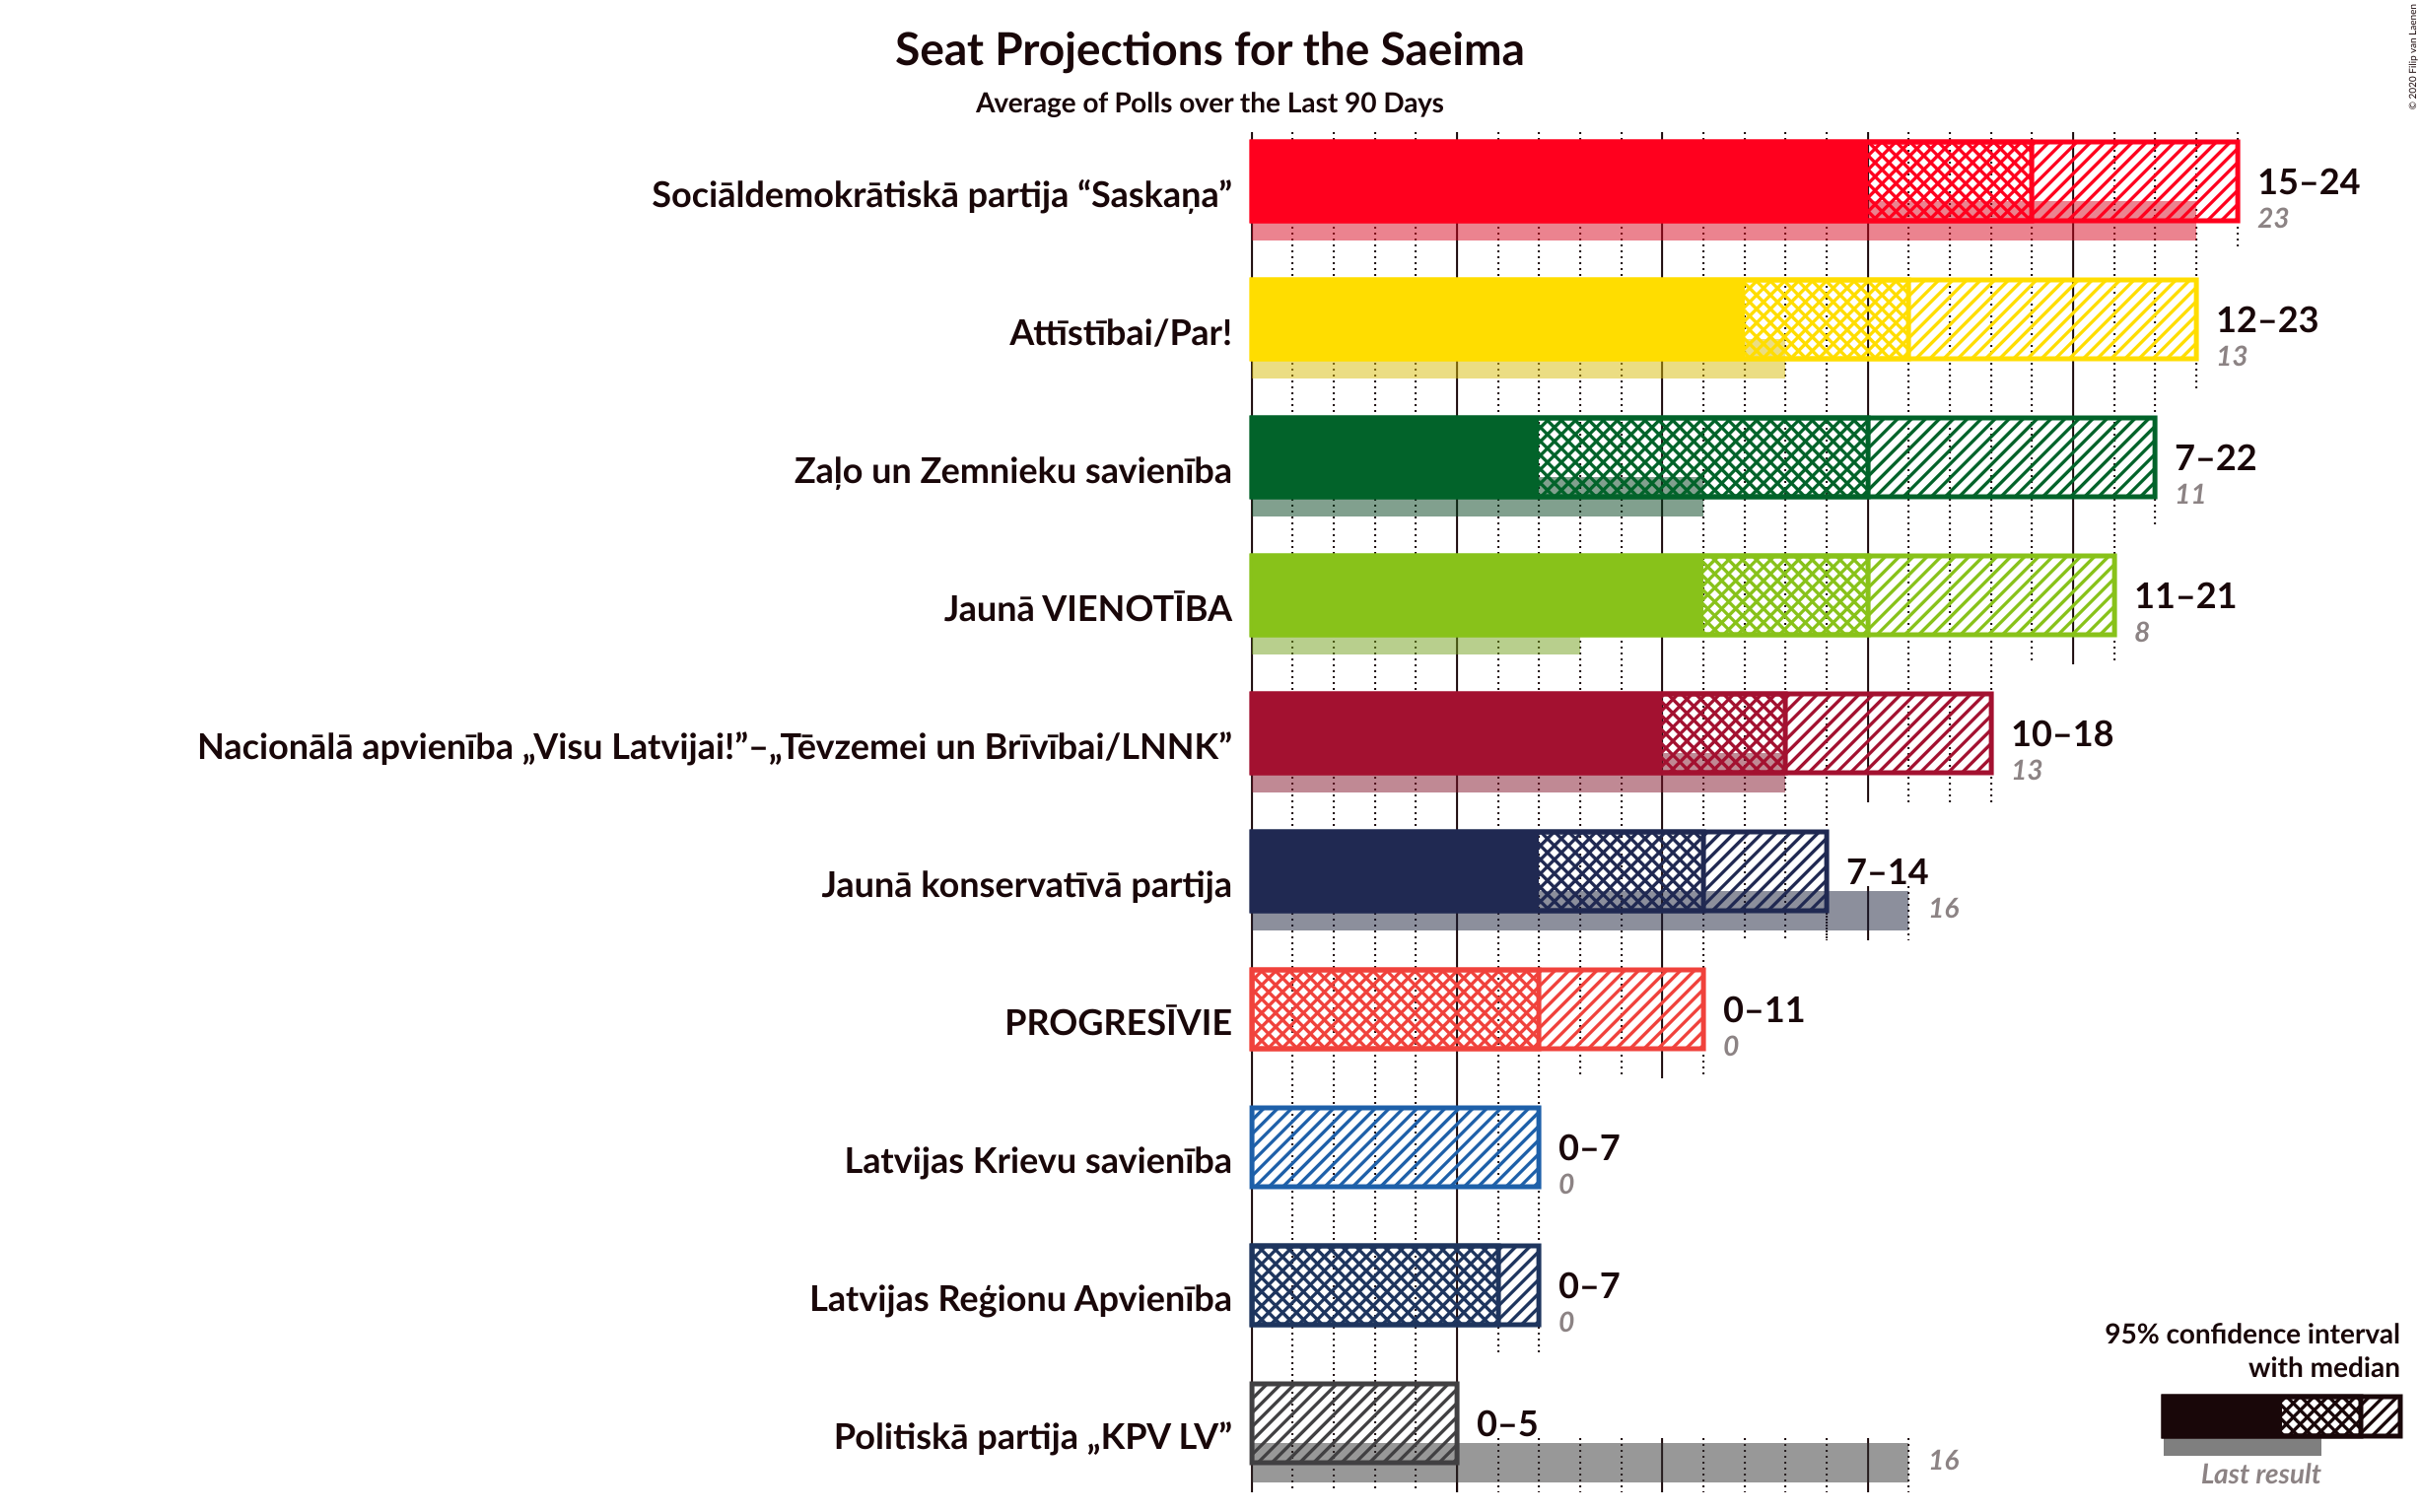 Seat Projections for the Saeima
Average of Polls over the Last 90 Days
© 2020 Filip van Laenen
Sociāldemokrātiskā partija “Saskaņa”
15–24
23
Attīstībai/Par!
12–23
13
Zaļo un Zemnieku savienība
7–22
11
Jaunā VIENOTĪBA
11–21
8
Nacionālā apvienība „Visu Latvijai!”–„Tēvzemei un Brīvībai/LNNK”
10–18
13
Jaunā konservatīvā partija
7–14
16
PROGRESĪVIE
0–11
0
Latvijas Krievu savienība
0–7
0
Latvijas Reģionu Apvienība
0–7
0
Politiskā partija „KPV LV”
0–5
16
95% confidence interval
with median
Last result